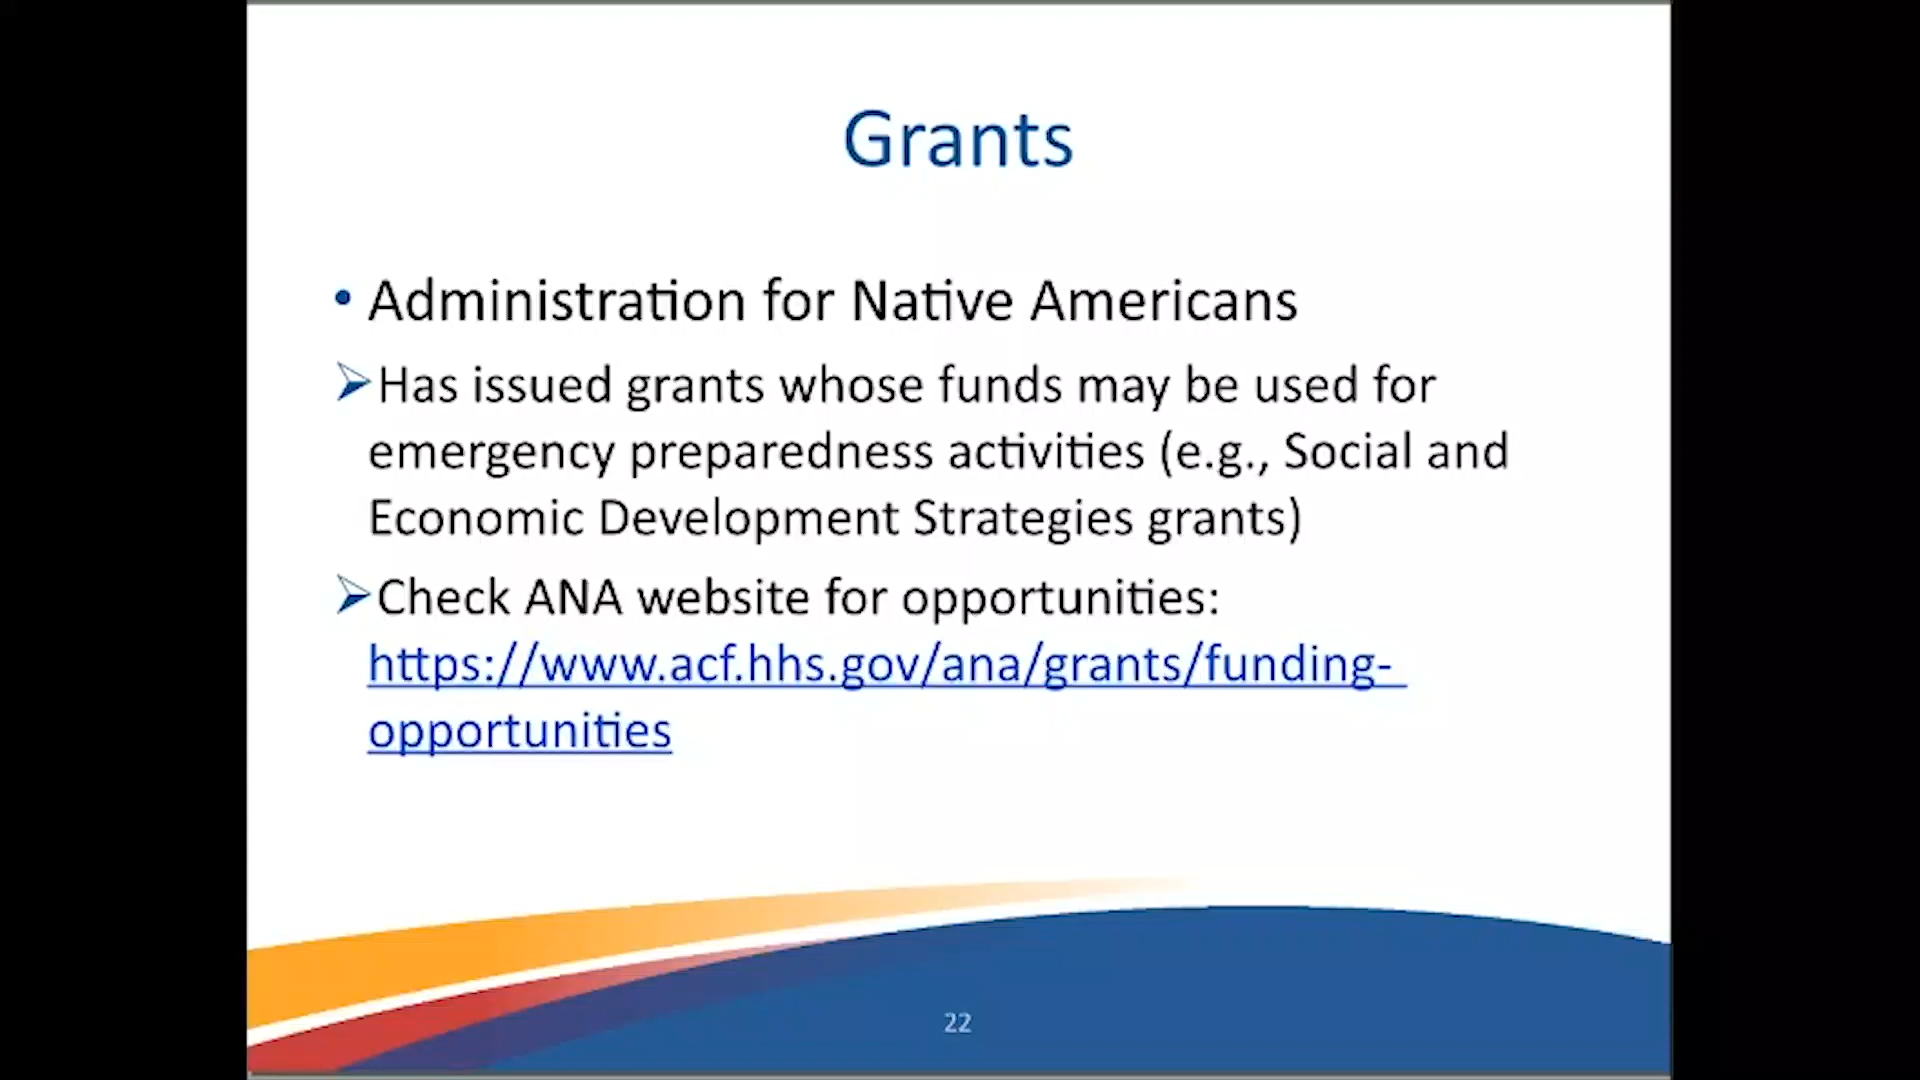 Grants
• Administration for Native Americans
➢Has issued grants whose funds may be used for
emergency preparedness activities (e.g., Social and
Economic Development Strategies grants)
➢Check ANA website for opportunities:
https://www.acf.hhs.gov/ana/grants/funding-
opportunities
22